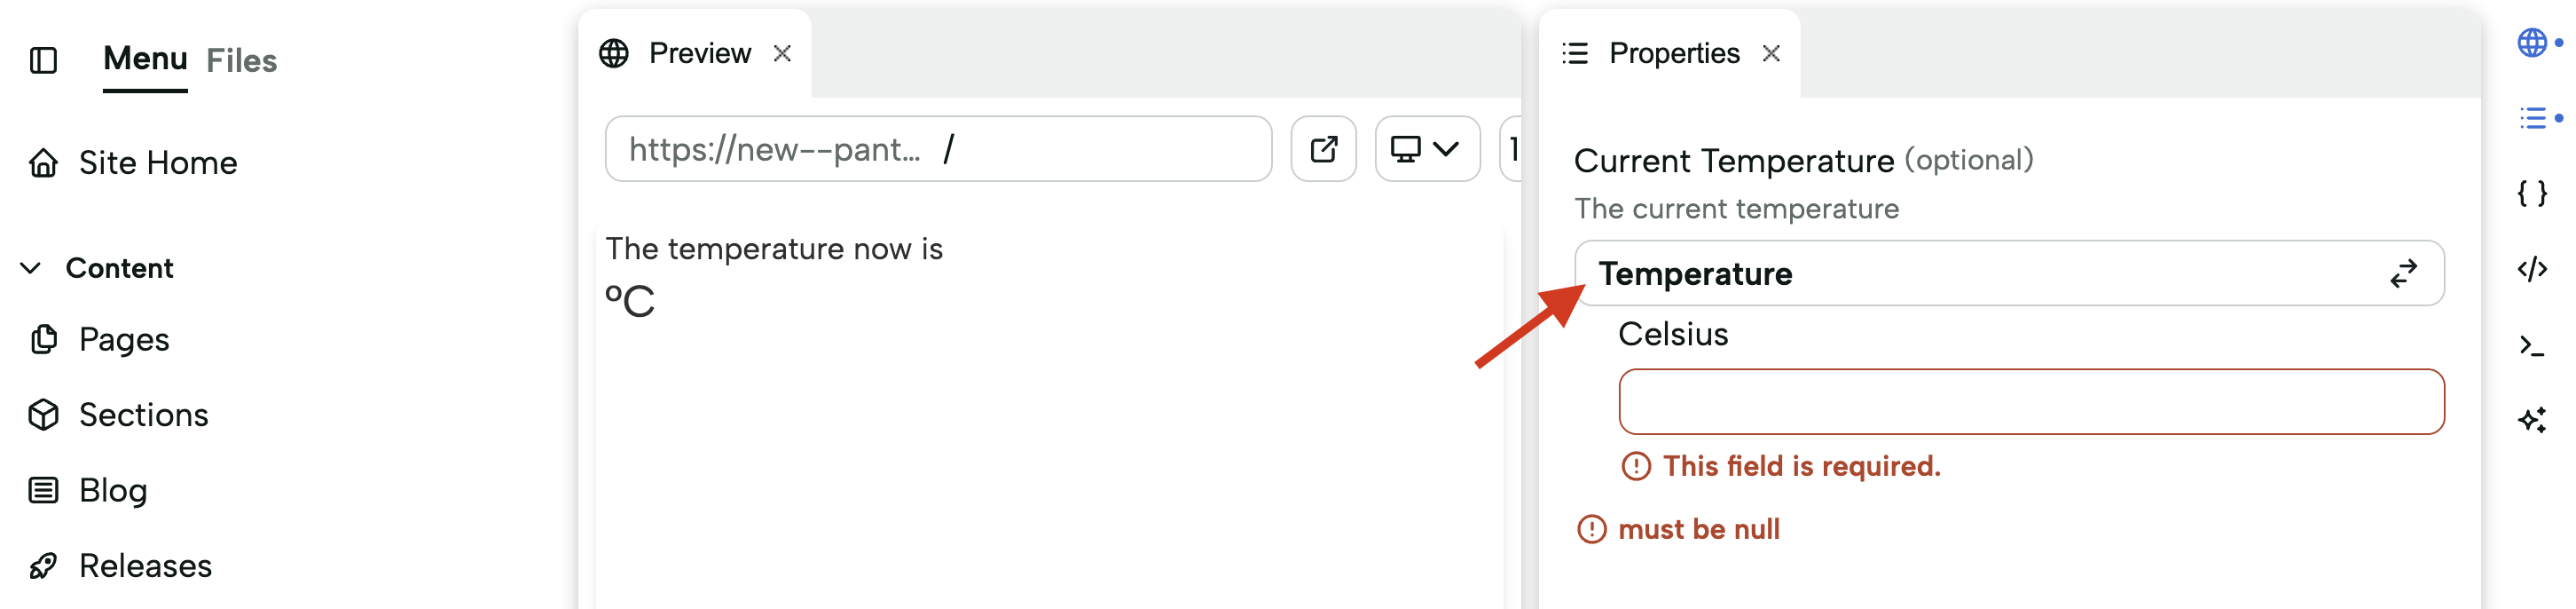 Menu Files
Site Home
Content
Pages
Sections
Blog
Releases
Preview
https://new--pant... /
1
The temperature now is
°C
Properties
Current Temperature (optional)
The current temperature
Temperature
Celsius
This field is required.
must be null